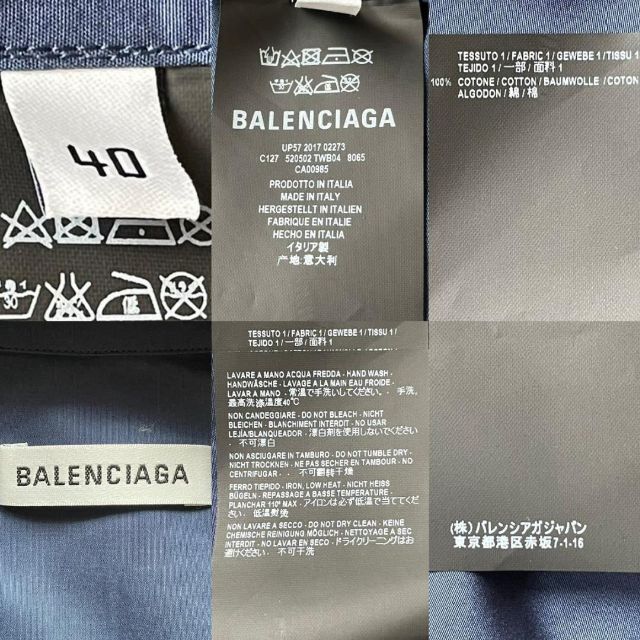 40
BALENCIAGA
UP57 2017 02273
C127 520502 TWB04 8065
CA00985
PRODOTTO IN ITALIA
MADE IN ITALY
HERGESTELLT IN ITALIEN
FABRIQUE EN ITALIE
HECHO EN ITALIA
イタリア製
产地:意大利
TESSUTO 1 / FABRIC 1 / GEWEBE 1 / TISSU 1
TEJIDO 1 / 一部 / 面料 1
100% COTONE / COTTON / BAUMWOLLE / COTON
ALGODON / 綿 / 棉
BALENCIAGA
TESSUTO 1 / FABRIC 1 / GEWEBE 1 / TISSU 1 /
TEJIDO 1 / 一部 / 面料 1
LAVARE A MANO ACQUA FREDDA - HAND WASH -
HANDWÄSCHE - LAVAGE A LA MAIN EAU FROIDE -
LAVAR A MANO - 常温で手洗いしてください。- 手洗,
最高洗涤温度40℃
NON CANDEGGIARE - DO NOT BLEACH - NICHT
BLEICHEN - BLANCHIMENT INTERDIT - NO USAR
LEJÍA/BLANQUEADOR - 漂白剤を使用しないでください
- 不可漂白
NON ASCIUGARE IN TAMBURO - DO NOT TUMBLE DRY -
NICHT TROCKNEN - NE PAS SECHER EN TAMBOUR - NO
CENTRIFUGAR - - 不可翻转干燥
FERRO TIEPIDO - IRON, LOW HEAT - NICHT HEISS
BÜGELN - REPASSAGE A BASSE TEMPERATURE -
PLANCHAR 110º MAX - アイロンは必ず低温で当ててくだ
さい. 低温熨烫
NON LAVARE A SECCO - DO NOT DRY CLEAN - KEINE
CHEMISCHE REINIGUNG MÖGLICH - NETTOYAGE A SEC
INTERDIT - NO LAVAR EN SECO - ドライクリーニングはお
避けください. - 不可干洗
(株) バレンシアガジャパン
東京都港区赤坂7-1-16